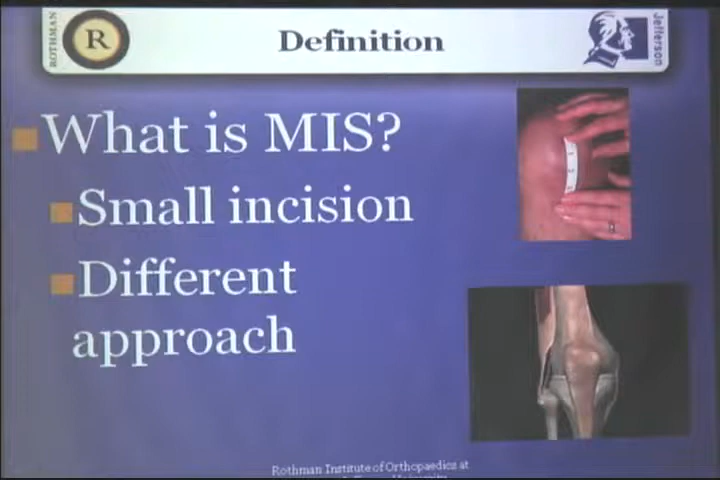 ROTHMAN
R
Definition
Jefferson
What is MIS?
Small incision
Different
approach
Rothman Institute of Orthopaedics at